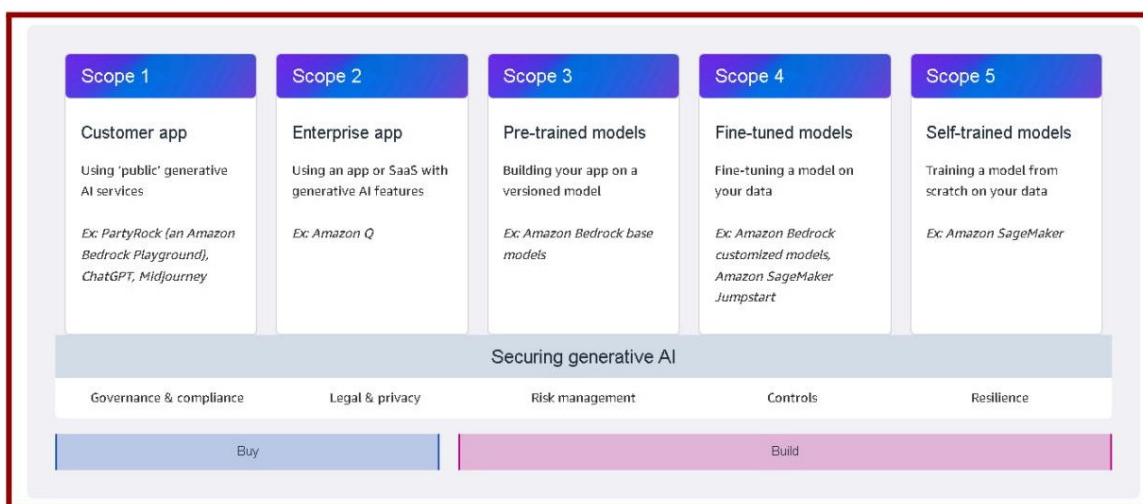 Scope 1
Scope 2
Scope 3
Scope 4
Scope 5
Customer app
Using ‘public’ generative
AI services
Ex: PartyRock (an Amazon
Bedrock Playground),
ChatGPT, Midjourney
Enterprise app
Using an app or SaaS with
generative AI features
Ex: Amazon Q
Pre-trained models
Building your app on a
versioned model
Ex: Amazon Bedrock base
models
Fine-tuned models
Fine-tuning a model on
your data
Ex: Amazon Bedrock
customized models,
Amazon SageMaker
Jumpstart
Self-trained models
Training a model from
scratch on your data
Ex: Amazon SageMaker
Securing generative AI
Governance & compliance
Legal & privacy
Risk management
Controls
Resilience
Buy
Build